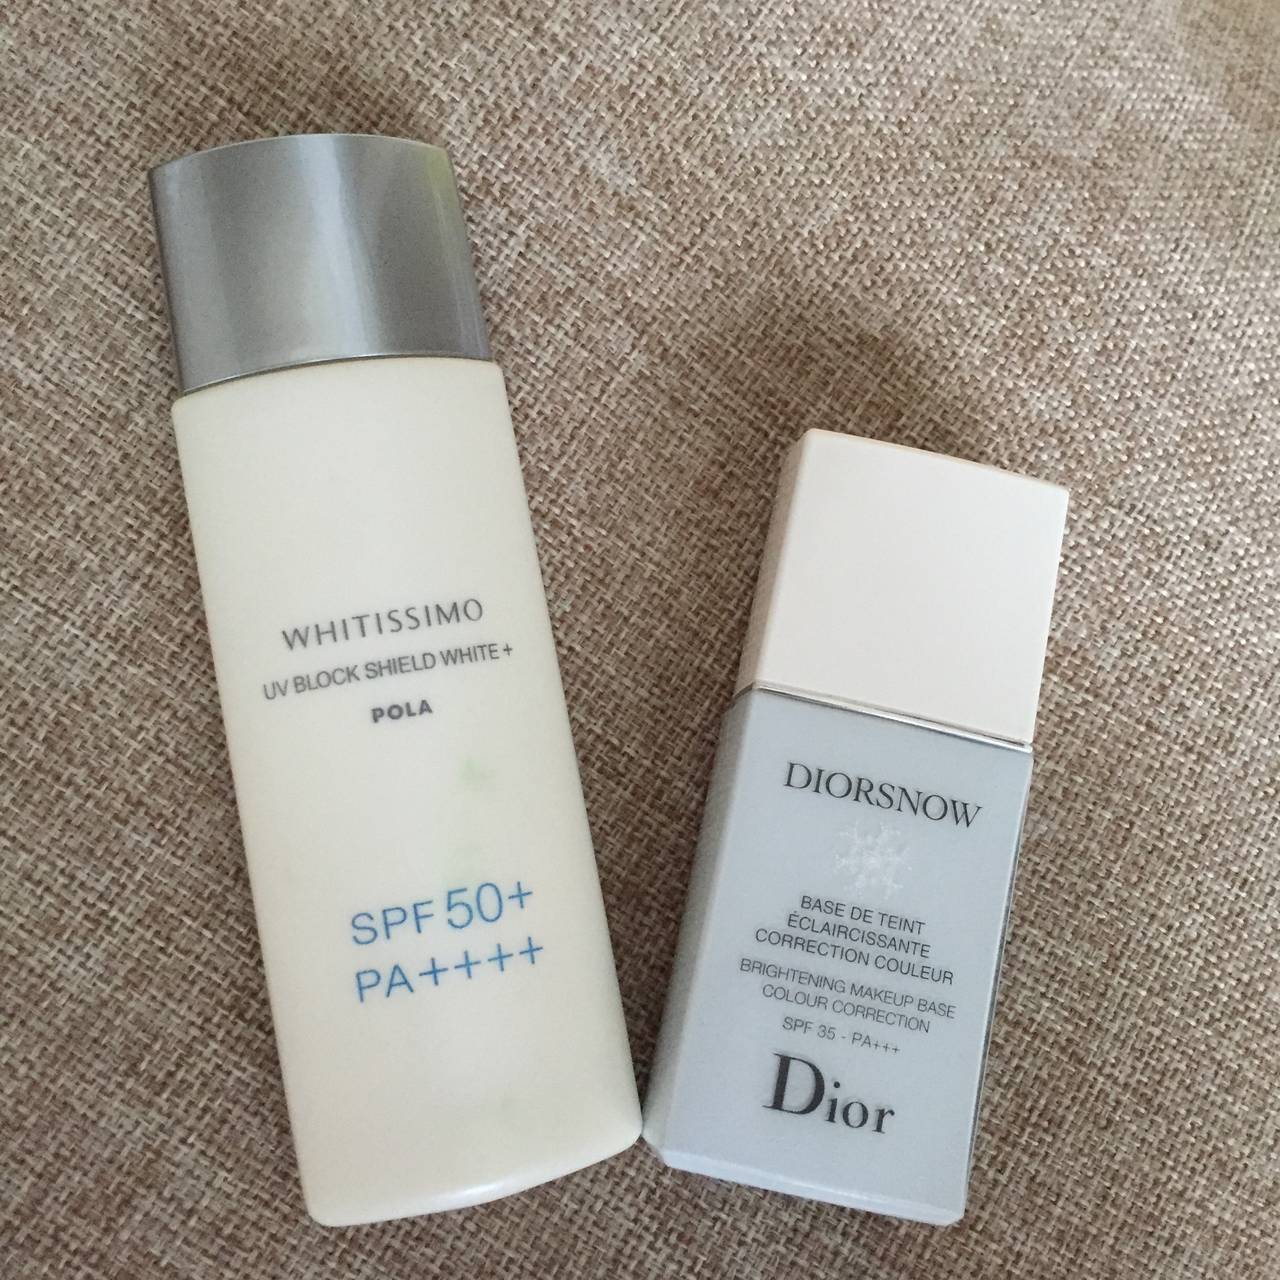 WHITISSIMO
UV BLOCK SHIELD WHITE+
POLA
SPF 50+
PA++++
DIORSNOW
BASE DE TEINT
ÉCLAIRCISSANTE
CORRECTION COULEUR
BRIGHTENING MAKEUP BASE
COLOUR CORRECTION
SPF 35 - PA+++
Dior